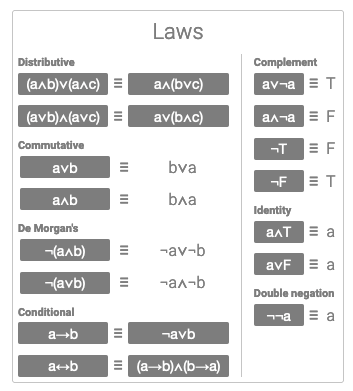 Laws
Distributive
(a∧b)∨(a∧c) ≡ a∧(b∨c)
(a∨b)∧(a∨c) ≡ a∨(b∧c)
Commutative
a∨b ≡ b∨a
a∧b ≡ b∧a
De Morgan's
¬(a∧b) ≡ ¬a∨¬b
¬(a∨b) ≡ ¬a∧¬b
Conditional
a→b ≡ ¬a∨b
a↔b ≡ (a→b)∧(b→a)
Complement
a∨¬a ≡ T
a∧¬a ≡ F
¬T ≡ F
¬F ≡ T
Identity
a∧T ≡ a
a∨F ≡ a
Double negation
¬¬a ≡ a